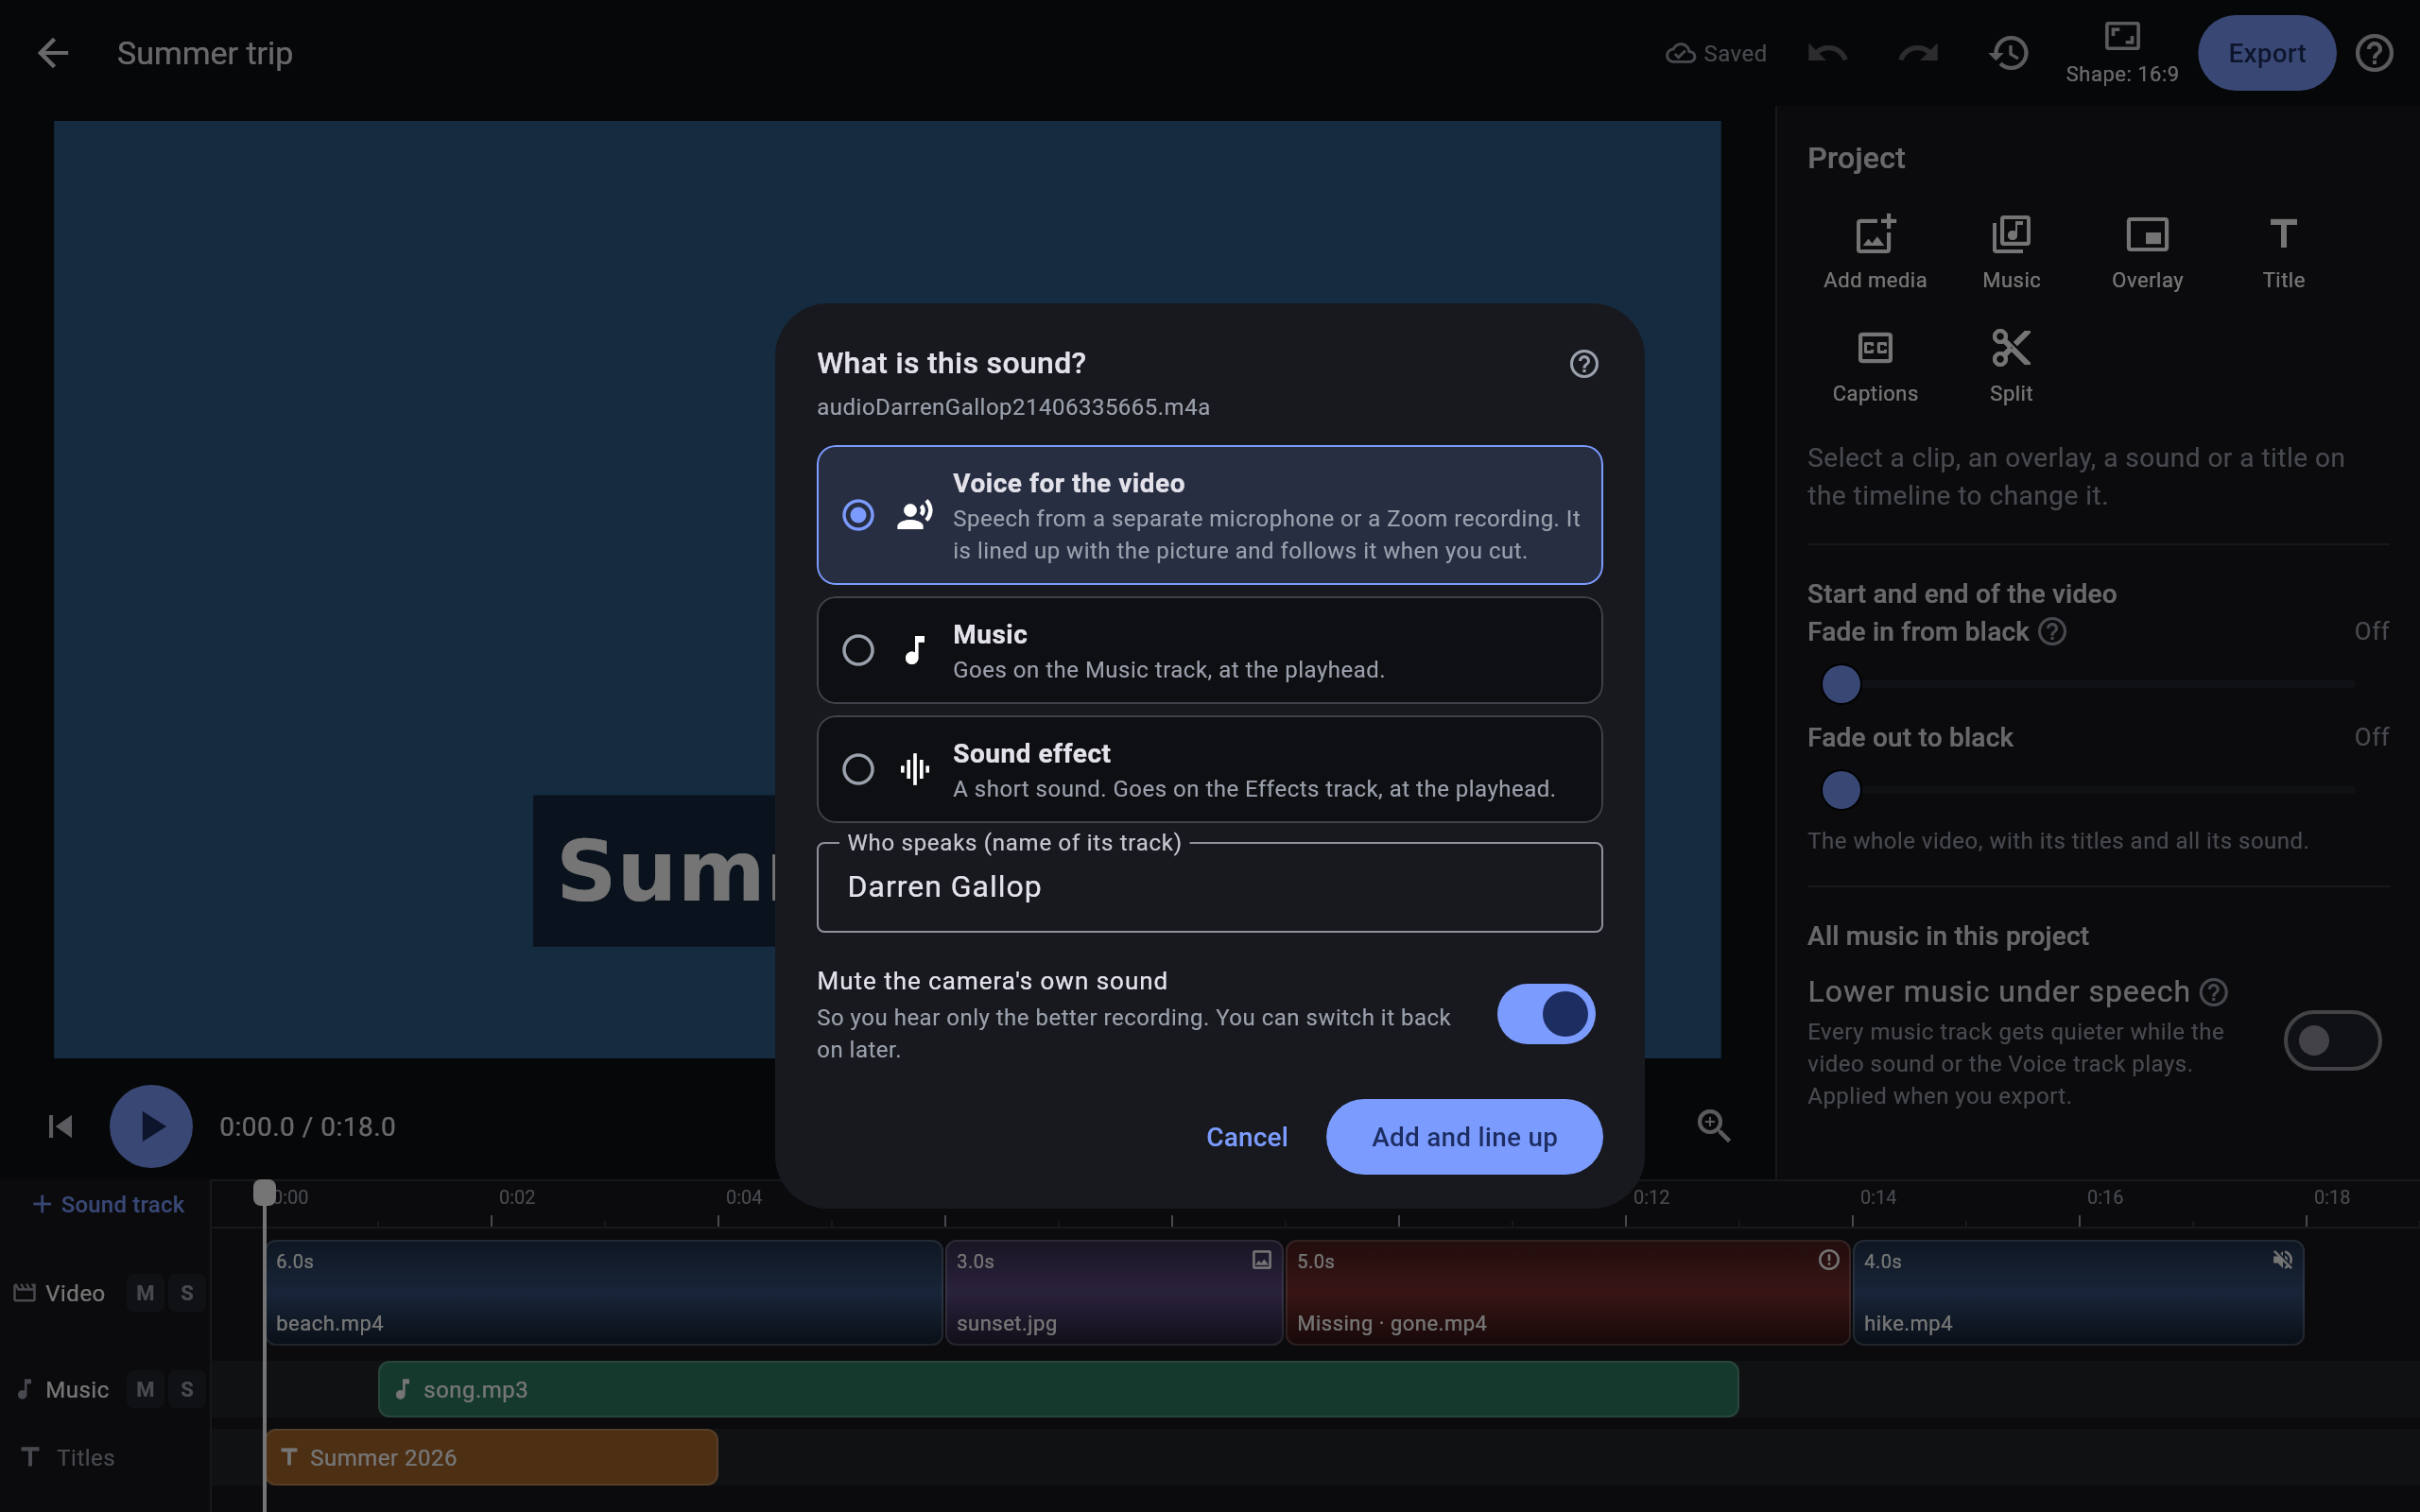 Summer trip
Saved
Shape: 16:9
Export
Project
Add media
Music
Overlay
Title
Captions
Split
Select a clip, an overlay, a sound or a title on
the timeline to change it.
Start and end of the video
Fade in from black
Off
Fade out to black
Off
The whole video, with its titles and all its sound.
All music in this project
Lower music under speech
Every music track gets quieter while the
video sound or the Voice track plays.
Applied when you export.
What is this sound?
audioDarrenGallop21406335665.m4a
Voice for the video
Speech from a separate microphone or a Zoom recording. It
is lined up with the picture and follows it when you cut.
Music
Goes on the Music track, at the playhead.
Sound effect
A short sound. Goes on the Effects track, at the playhead.
Who speaks (name of its track)
Darren Gallop
Mute the camera's own sound
So you hear only the better recording. You can switch it back
on later.
Cancel
Add and line up
0:00.0 / 0:18.0
+ Sound track
0:00 0:02 0:04 0:12 0:14 0:16 0:18
Video M S
6.0s
beach.mp4
3.0s
sunset.jpg
5.0s
Missing · gone.mp4
4.0s
hike.mp4
Music M S
song.mp3
Titles
Summer 2026